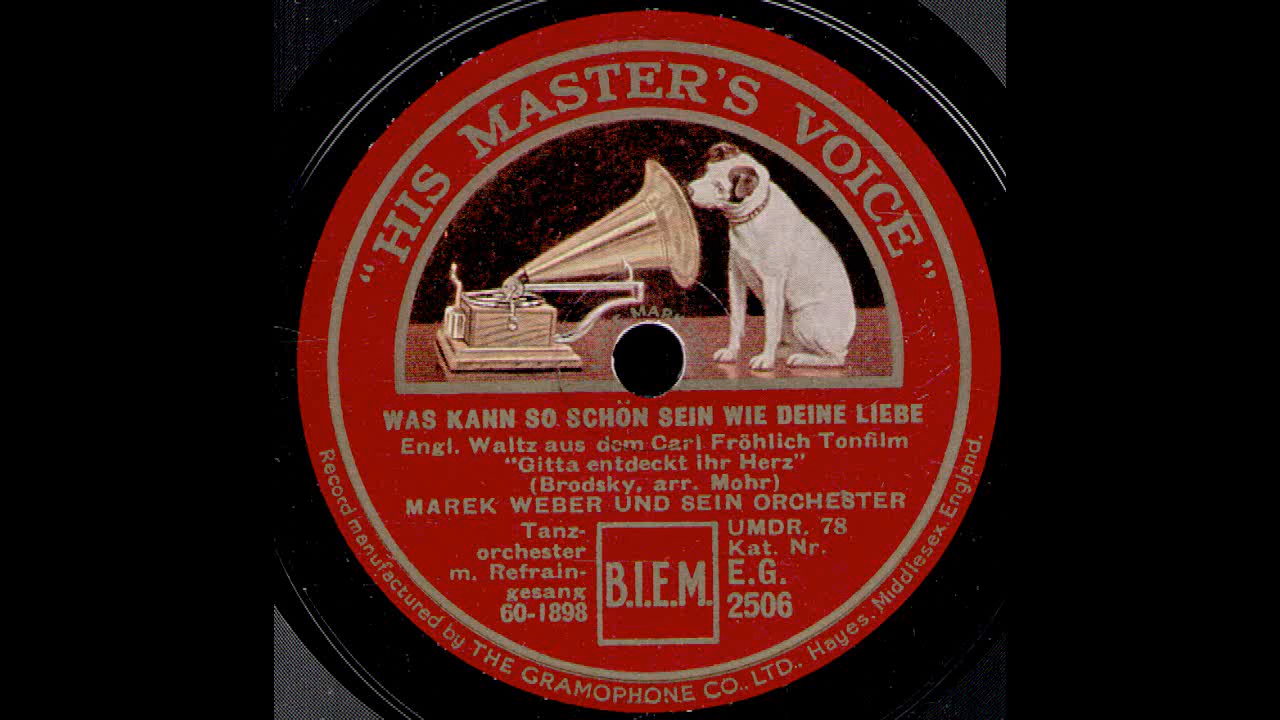 "HIS MASTER'S VOICE"
WAS KANN SO SCHÖN SEIN WIE DEINE LIEBE
Engl. Waltz aus dem Carl Fröhlich Tonfilm
"Gitta entdeckt ihr Herz"
(Brodsky, arr. Mohr)
MAREK WEBER UND SEIN ORCHESTER
Tanz-
orchester
m. Refrain-
gesang
60-1898
B.I.E.M.
UMDR. 78
Kat. Nr.
E.G.
2506
Record manufactured by THE GRAMOPHONE CO., LTD., Hayes, Middlesex, England.